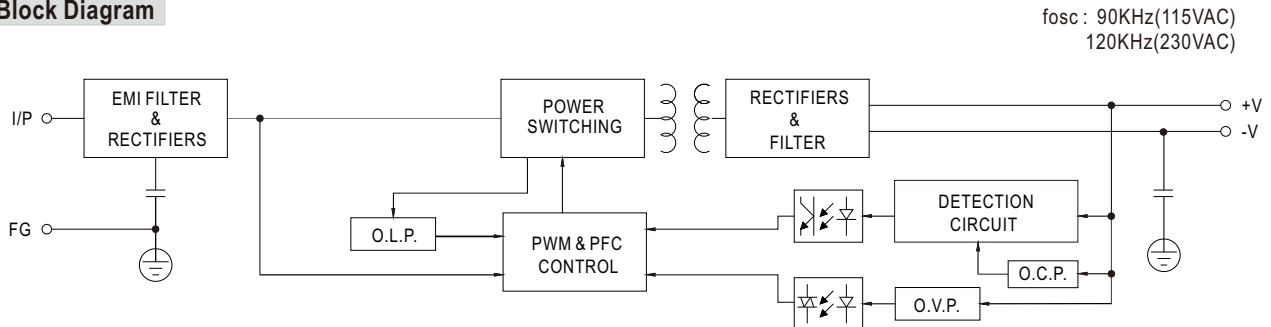 Block Diagram
fosc : 90KHz(115VAC)
120KHz(230VAC)
I/P
EMI FILTER
&
RECTIFIERS
POWER
SWITCHING
RECTIFIERS
&
FILTER
+V
-V
FG
O.L.P.
PWM & PFC
CONTROL
DETECTION
CIRCUIT
O.C.P.
O.V.P.